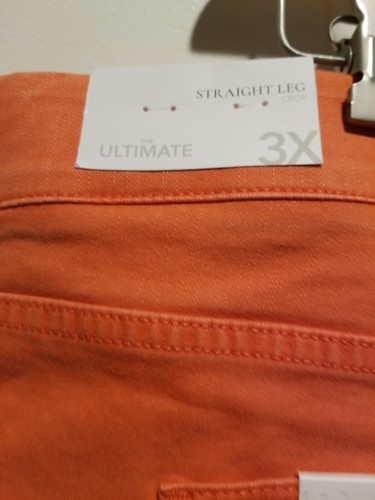 STRAIGHT LEG
CROP
THE
ULTIMATE
3X